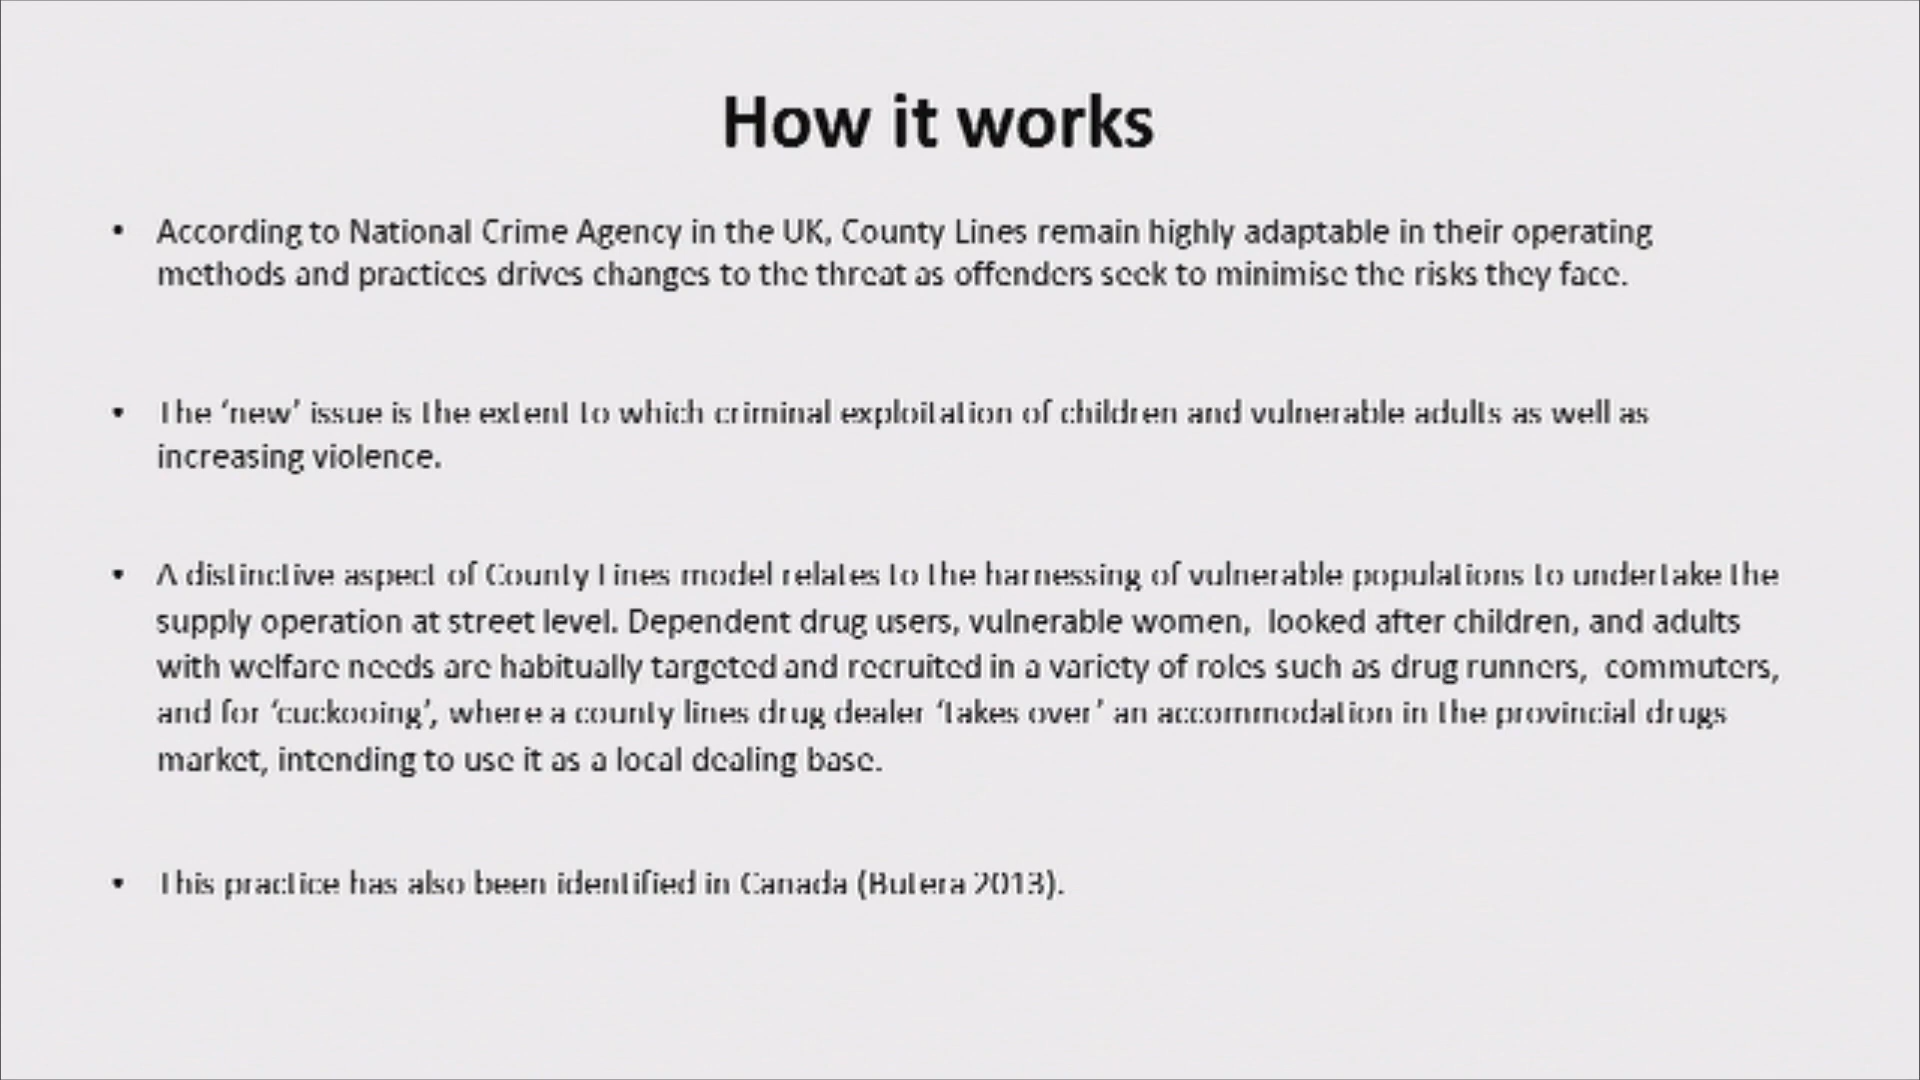 How it works
• According to National Crime Agency in the UK, County Lines remain highly adaptable in their operating
methods and practices drives changes to the threat as offenders seek to minimise the risks they face.
• The ‘new’ issue is the extent to which criminal exploitation of children and vulnerable adults as well as
increasing violence.
• A distinctive aspect of County Lines model relates to the harnessing of vulnerable populations to undertake the
supply operation at street level. Dependent drug users, vulnerable women,  looked after children, and adults
with welfare needs are habitually targeted and recruited in a variety of roles such as drug runners,  commuters,
and for ‘cuckooing’, where a county lines drug dealer ‘takes over’ an accommodation in the provincial drugs
market, intending to use it as a local dealing base.
• This practice has also been identified in Canada (Butera 2013).